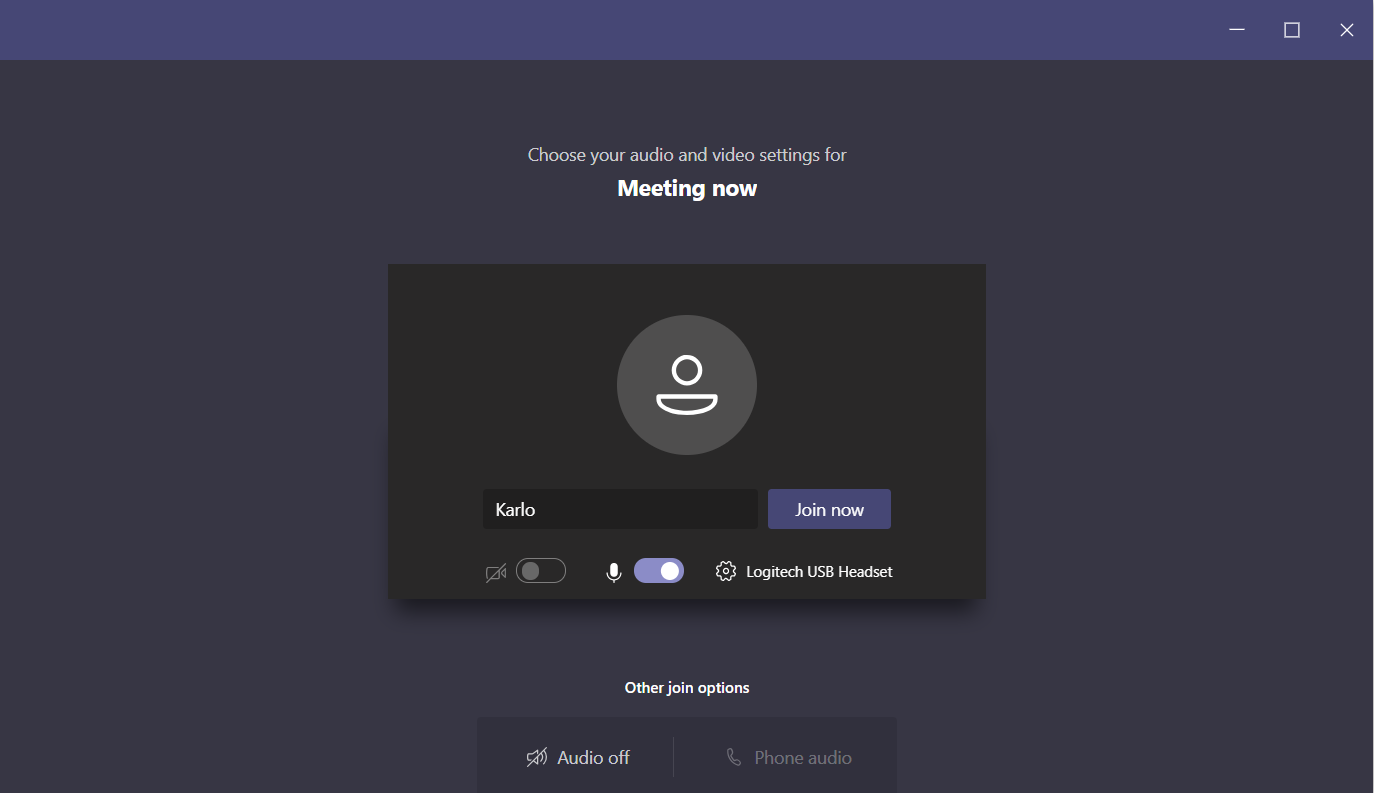 Choose your audio and video settings for
Meeting now
Karlo
Join now
Logitech USB Headset
Other join options
Audio off
Phone audio